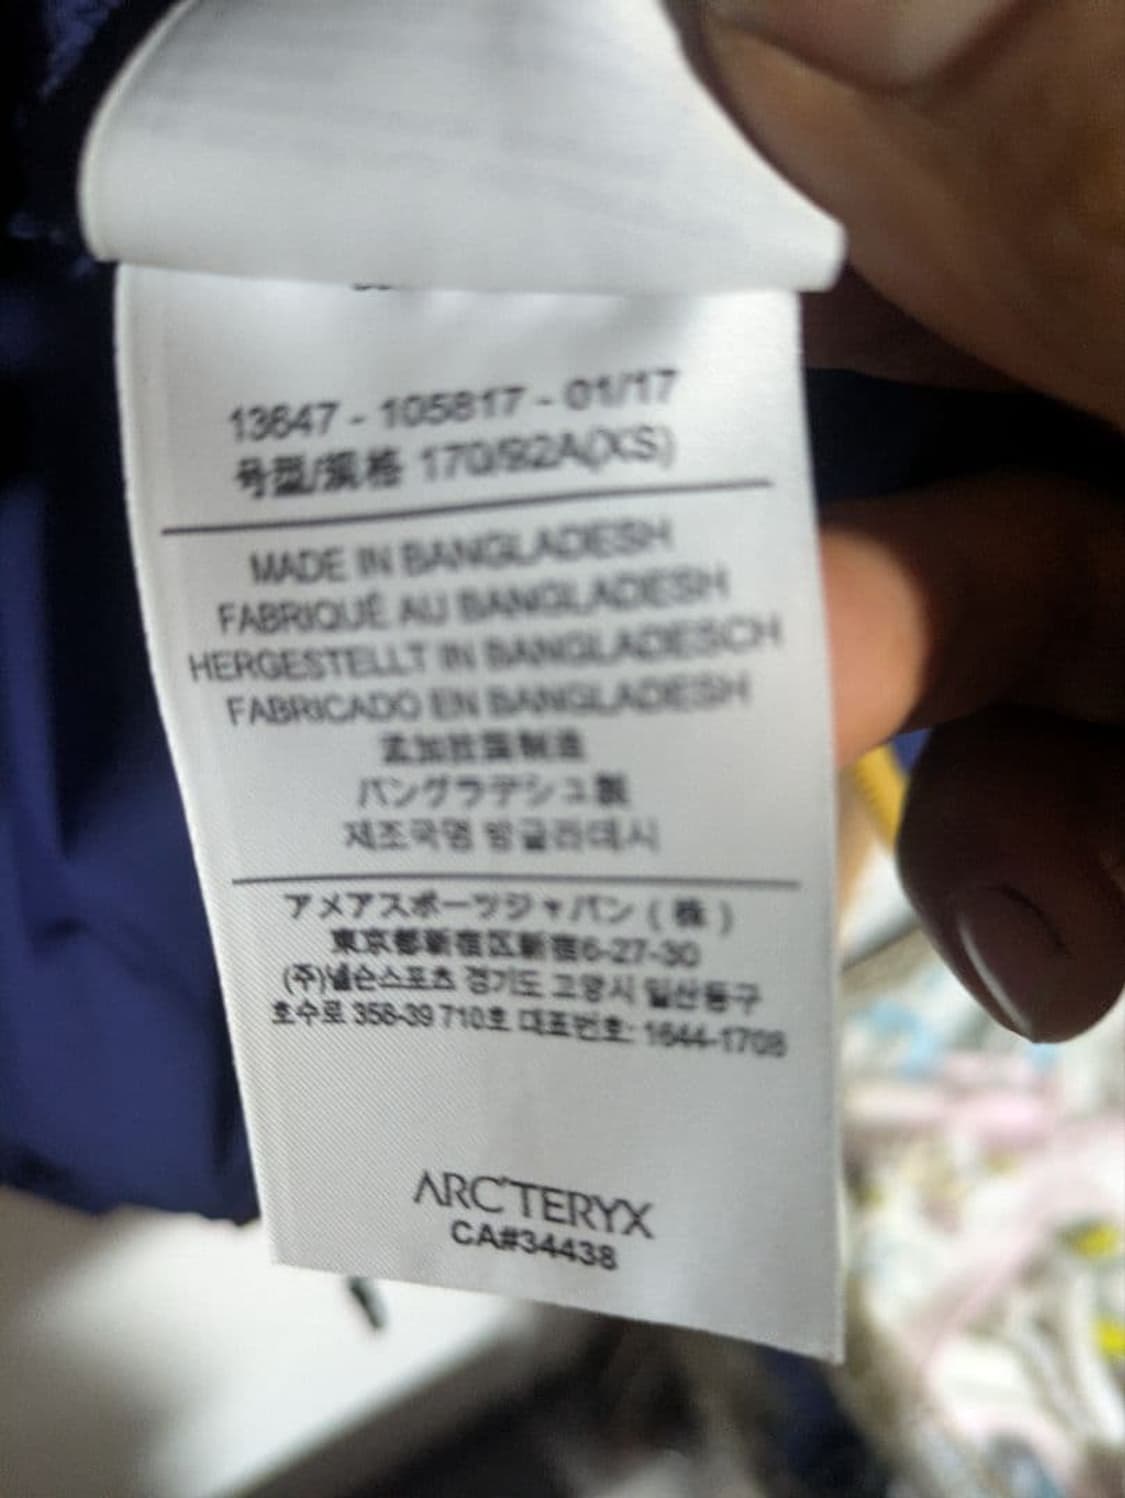 13647 - 105817 - 01/17
号型/规格 170/92A(XS)
MADE IN BANGLADESH
FABRIQUÉ AU BANGLADESH
HERGESTELLT IN BANGLADESCH
FABRICADO EN BANGLADESH
孟加拉国制造
バングラデシュ製
제조국명 방글라데시
アメアスポーツジャパン (株)
東京都新宿区新宿6-27-30
(주)넬슨스포츠 경기도 고양시 일산동구
호수로 358-39 710호 대표번호: 1644-1708
ARC'TERYX
CA#34438